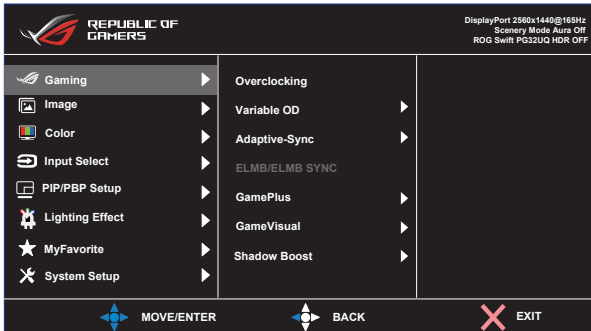 REPUBLIC OF
GAMERS
DisplayPort 2560x1440@165Hz
Scenery Mode Aura Off
ROG Swift PG32UQ HDR OFF
Gaming
Image
Color
Input Select
PIP/PBP Setup
Lighting Effect
MyFavorite
System Setup
Overclocking
Variable OD
Adaptive-Sync
ELMB/ELMB SYNC
GamePlus
GameVisual
Shadow Boost
MOVE/ENTER
BACK
EXIT